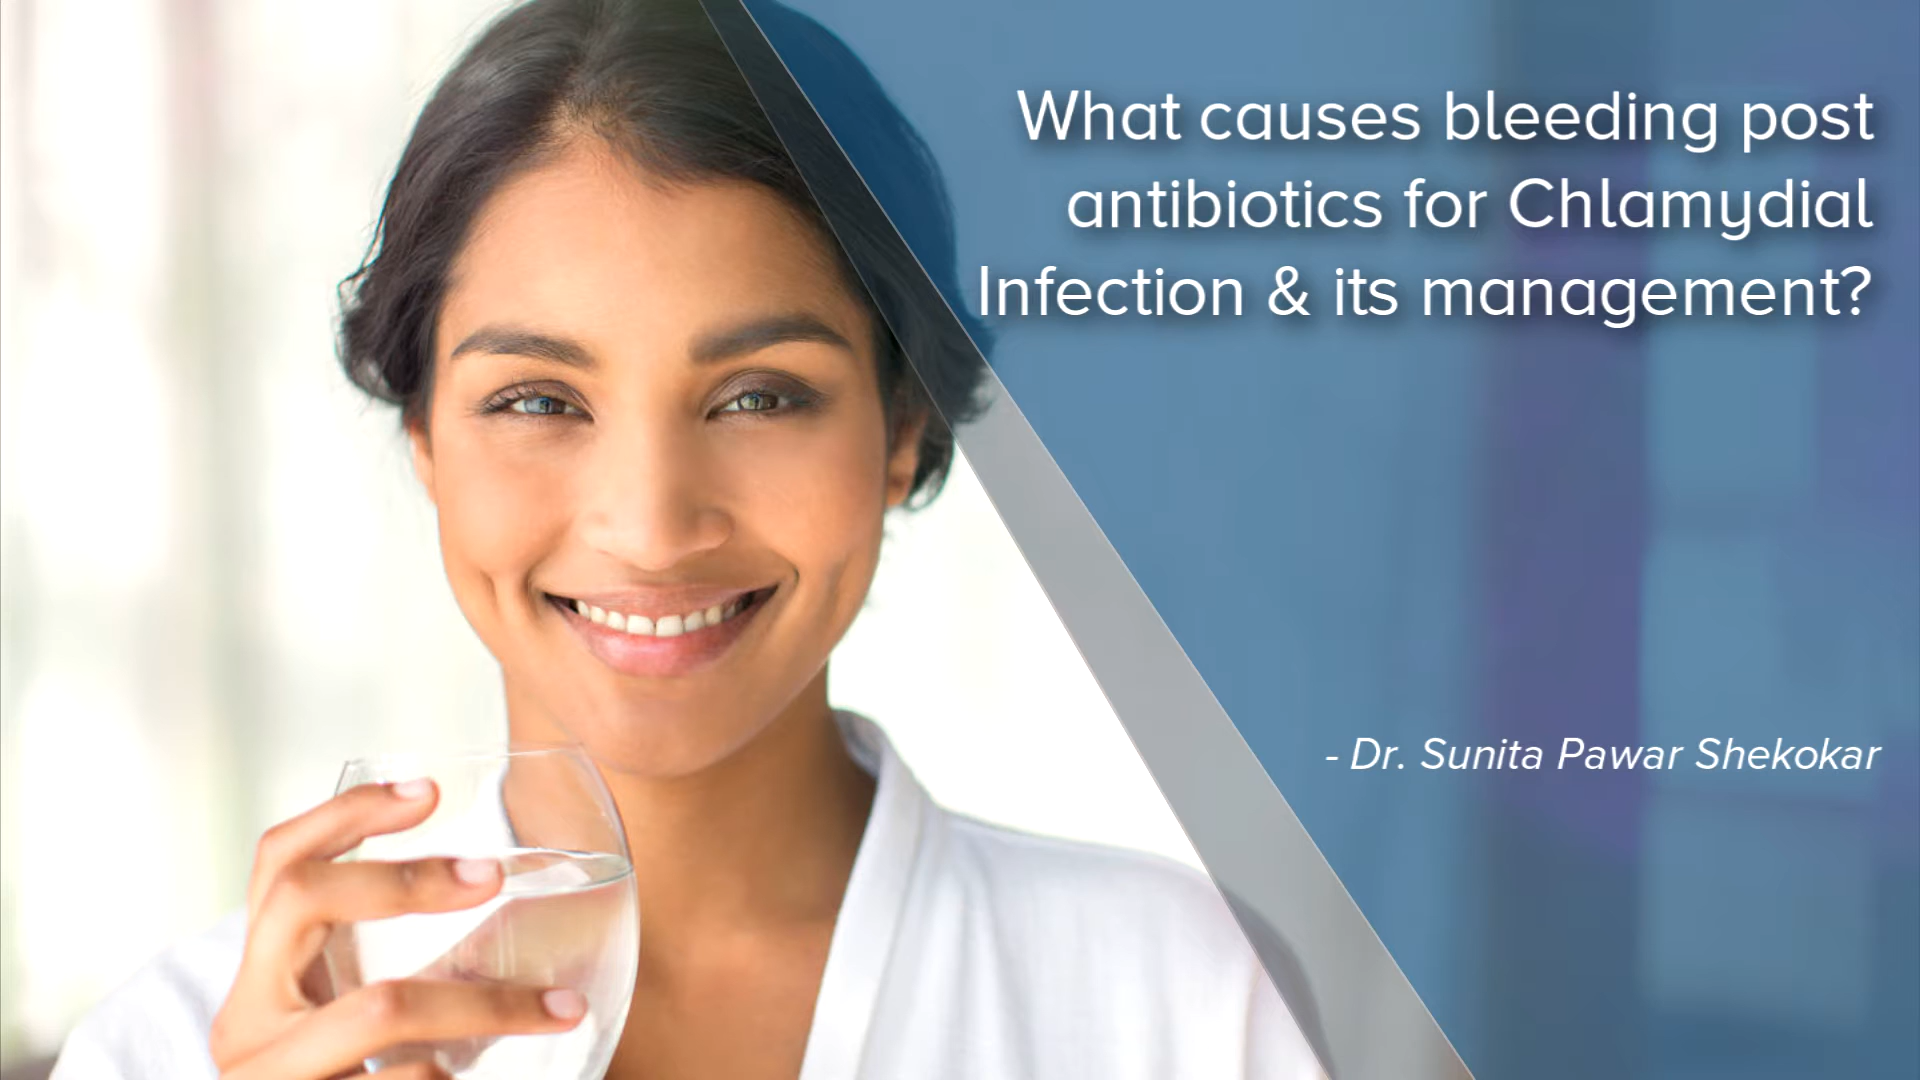 What causes bleeding post
antibiotics for Chlamydial
Infection & its management?
- Dr. Sunita Pawar Shekokar